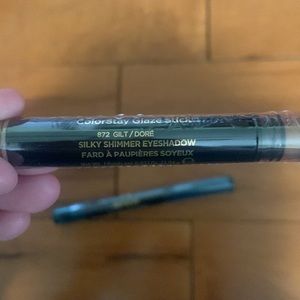 ColorStay Glaze Stick
872 GILT / DORÉ
SILKY SHIMMER EYESHADOW
FARD À PAUPIÈRES SOYEUX